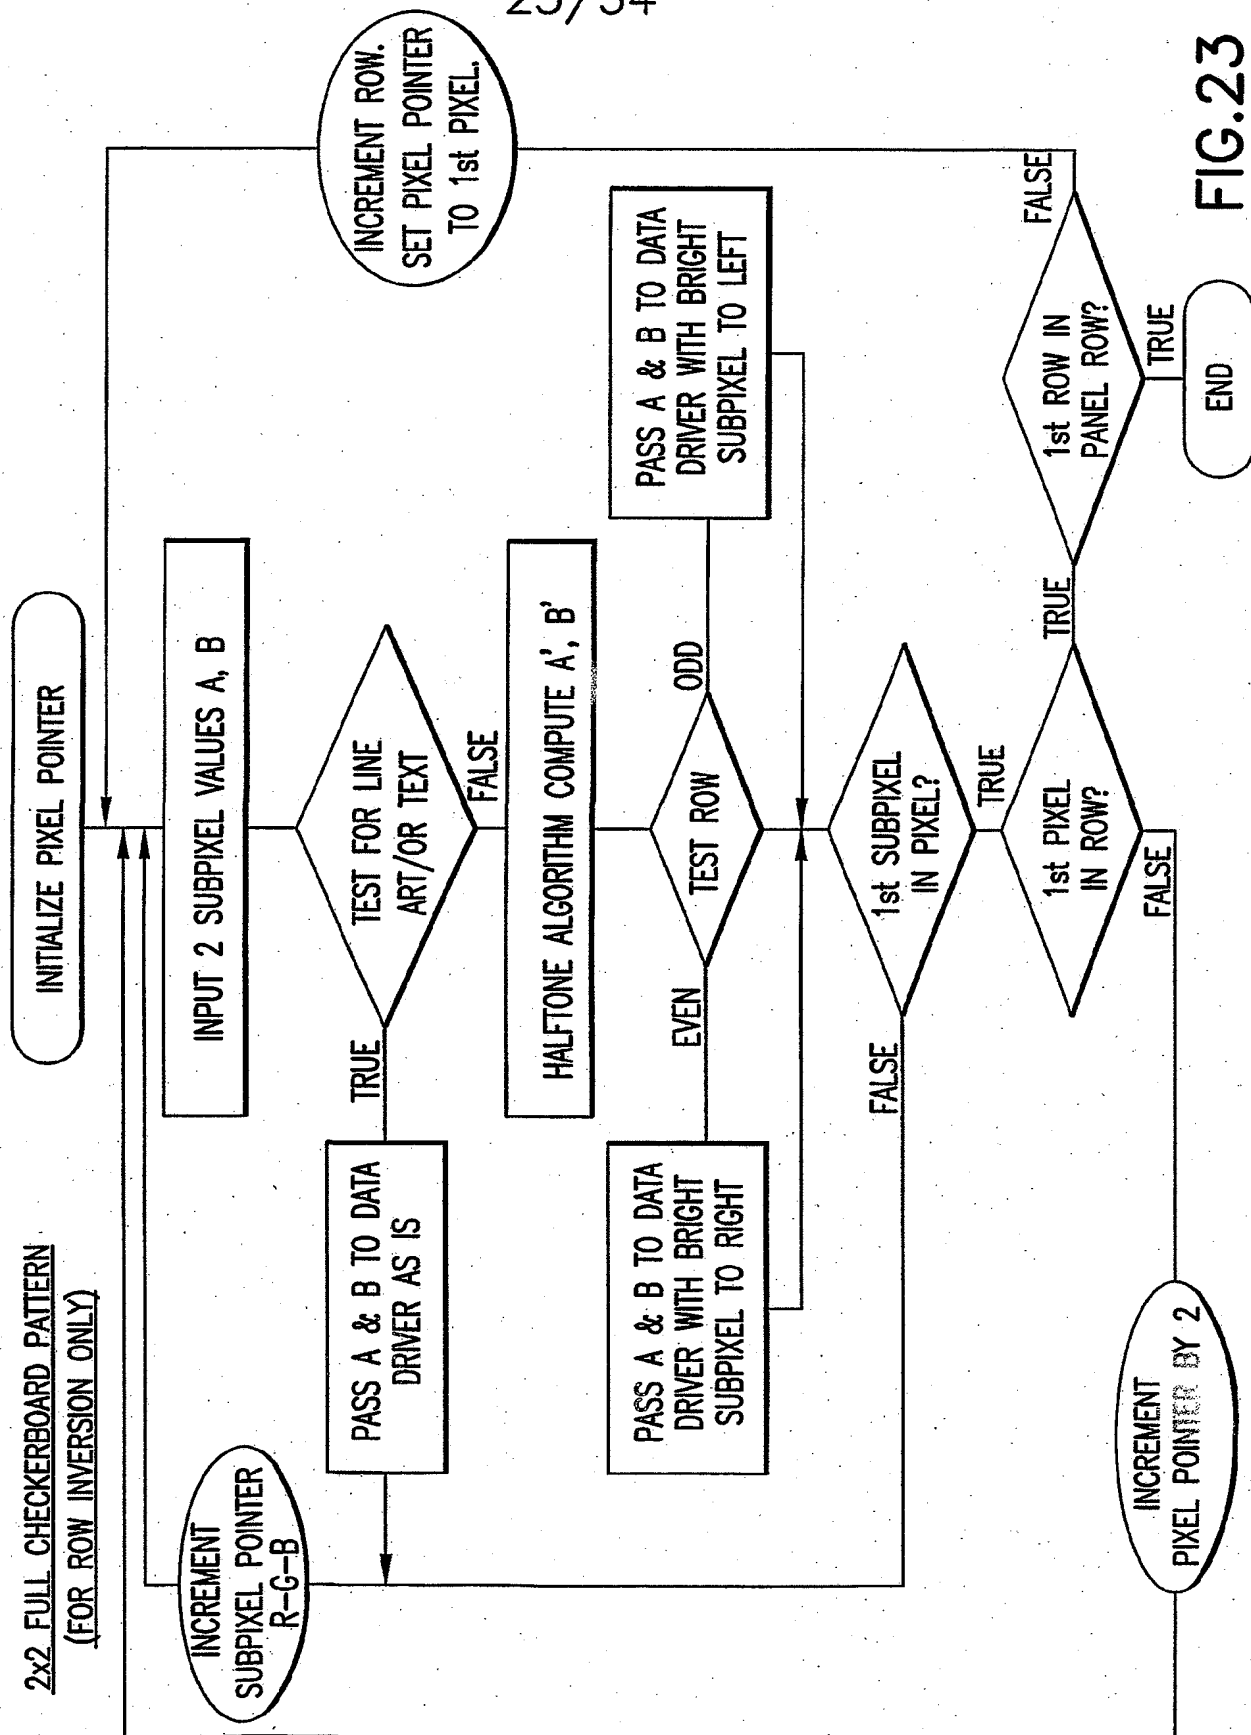 23/34
2x2 FULL CHECKERBOARD PATTERN
(FOR ROW INVERSION ONLY)
INITIALIZE PIXEL POINTER
INPUT 2 SUBPIXEL VALUES A, B
INCREMENT
SUBPIXEL POINTER
R-G-B
TEST FOR LINE
ART/OR TEXT
TRUE
FALSE
PASS A & B TO DATA
DRIVER AS IS
HALFTONE ALGORITHM COMPUTE A', B'
TEST ROW
EVEN
ODD
PASS A & B TO DATA
DRIVER WITH BRIGHT
SUBPIXEL TO RIGHT
PASS A & B TO DATA
DRIVER WITH BRIGHT
SUBPIXEL TO LEFT
1st SUBPIXEL
IN PIXEL?
FALSE
TRUE
1st PIXEL
IN ROW?
TRUE
FALSE
INCREMENT
PIXEL POINTER BY 2
1st ROW IN
PANEL ROW?
FALSE
TRUE
INCREMENT ROW.
SET PIXEL POINTER
TO 1st PIXEL.
END
FIG.23